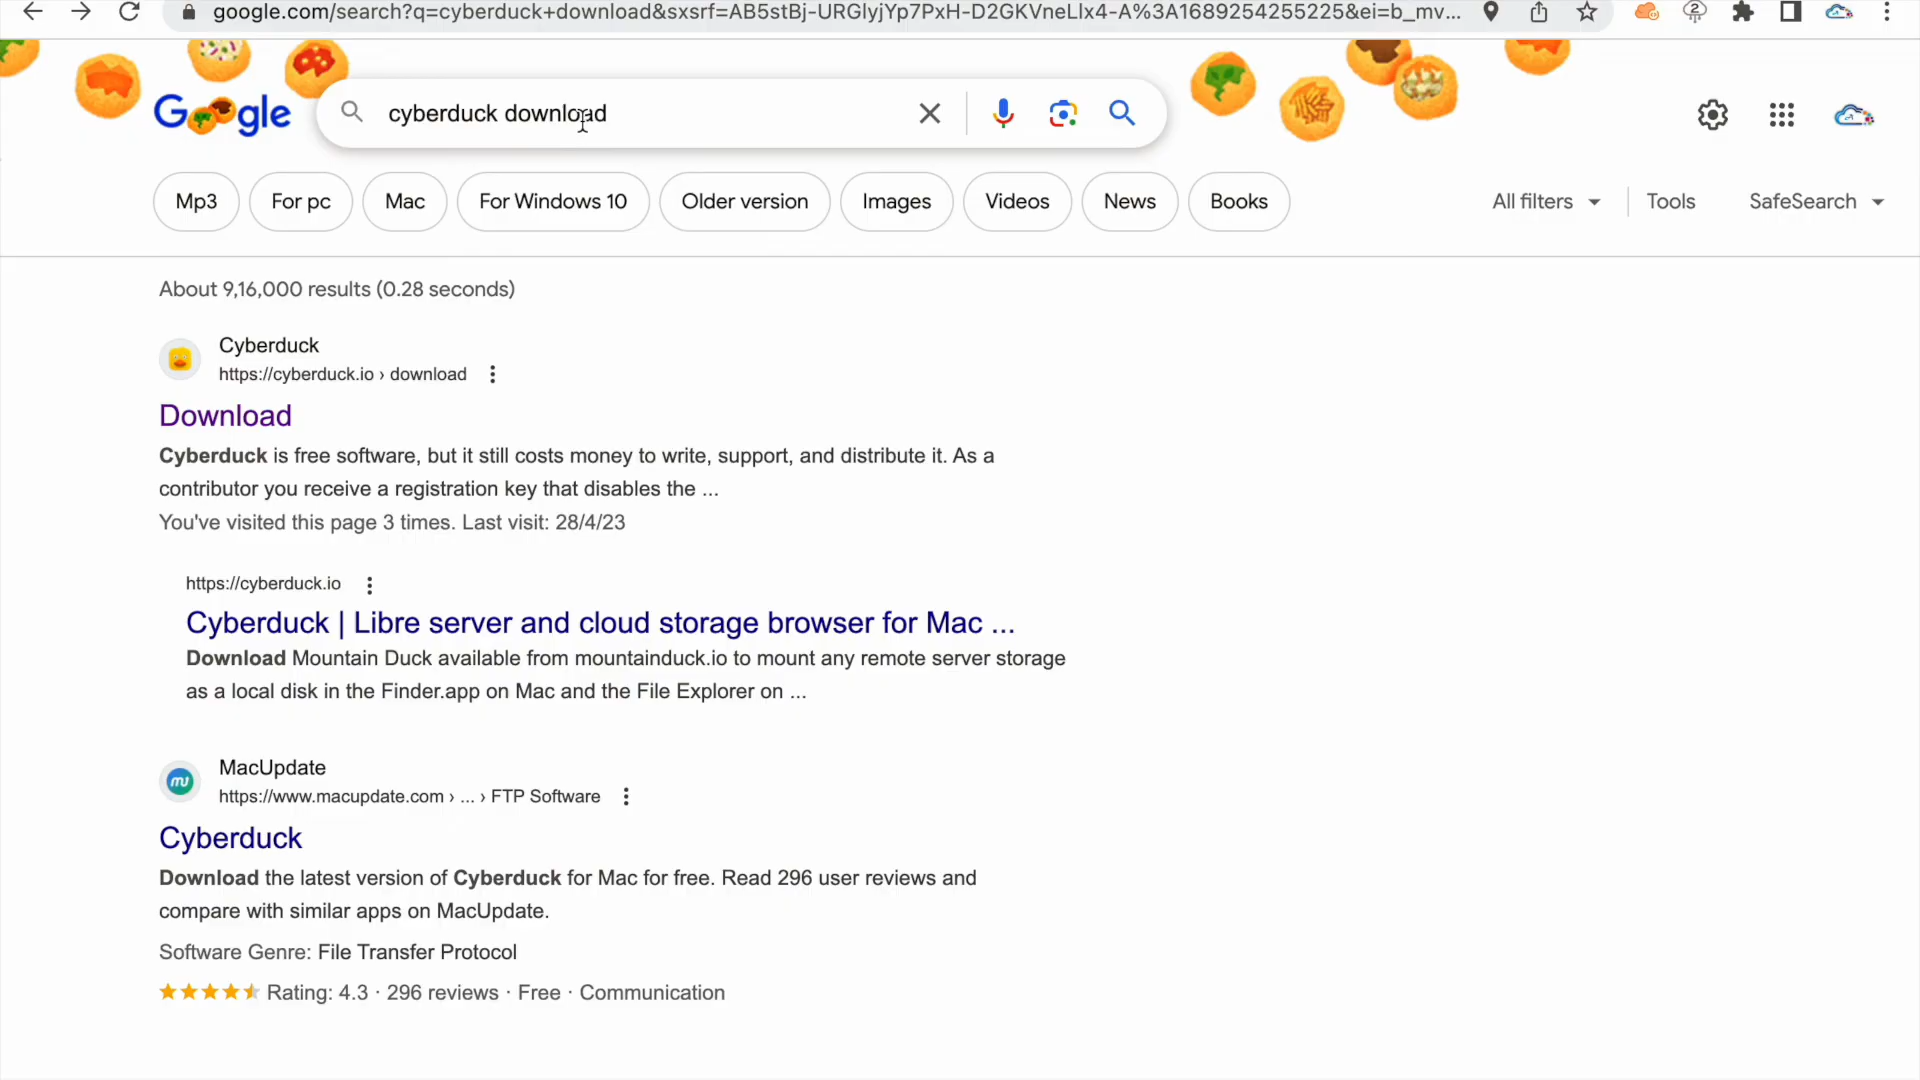 google.com/search?q=cyberduck+download&sxsrf=AB5stBj-URGlyjYp7PxH-D2GKVneLlx4-A%3A1689254255225&ei=b_mv...
Google
cyberduck download
Mp3 For pc Mac For Windows 10 Older version Images Videos News Books All filters Tools SafeSearch
About 9,16,000 results (0.28 seconds)
Cyberduck
https://cyberduck.io › download
Download
Cyberduck is free software, but it still costs money to write, support, and distribute it. As a
contributor you receive a registration key that disables the ...
You've visited this page 3 times. Last visit: 28/4/23
https://cyberduck.io
Cyberduck | Libre server and cloud storage browser for Mac ...
Download Mountain Duck available from mountainduck.io to mount any remote server storage
as a local disk in the Finder.app on Mac and the File Explorer on ...
MacUpdate
https://www.macupdate.com › ... › FTP Software
Cyberduck
Download the latest version of Cyberduck for Mac for free. Read 296 user reviews and
compare with similar apps on MacUpdate.
Software Genre: File Transfer Protocol
Rating: 4.3 · 296 reviews · Free · Communication